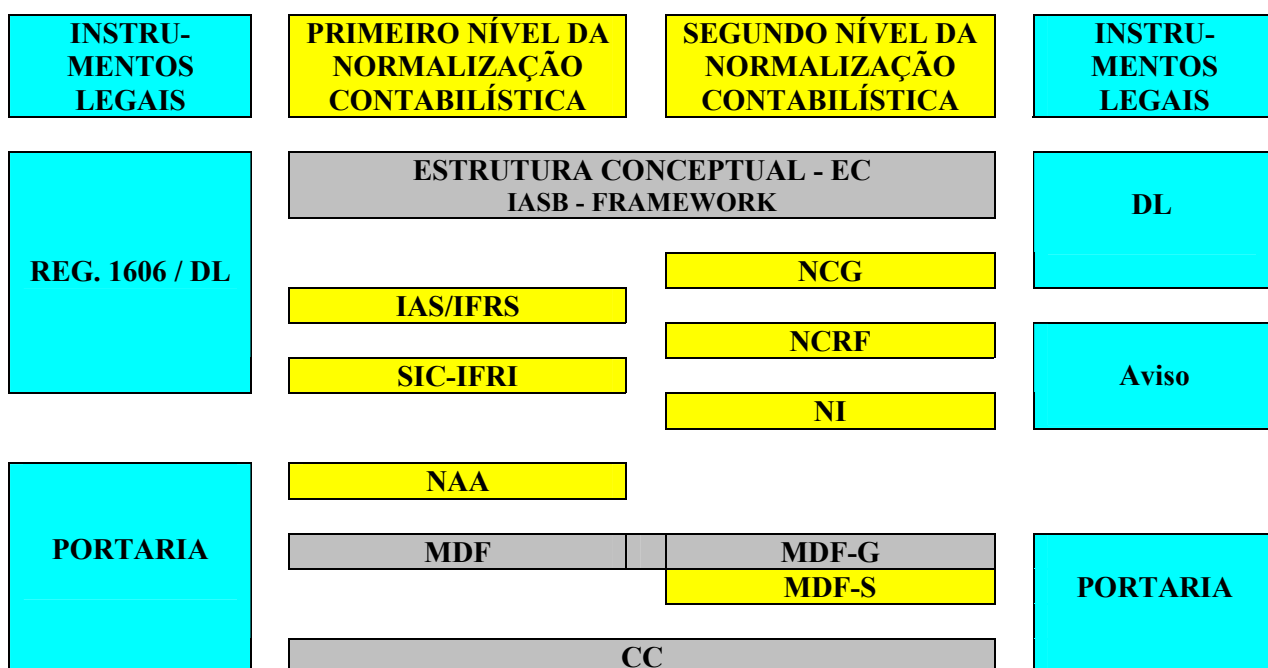 INSTRU-
MENTOS
LEGAIS
PRIMEIRO NÍVEL DA
NORMALIZAÇÃO
CONTABILÍSTICA
SEGUNDO NÍVEL DA
NORMALIZAÇÃO
CONTABILÍSTICA
INSTRU-
MENTOS
LEGAIS
ESTRUTURA CONCEPTUAL - EC
IASB - FRAMEWORK
DL
REG. 1606 / DL
NCG
IAS/IFRS
NCRF
SIC-IFRI
Aviso
NI
NAA
PORTARIA
MDF
MDF-G
MDF-S
PORTARIA
CC